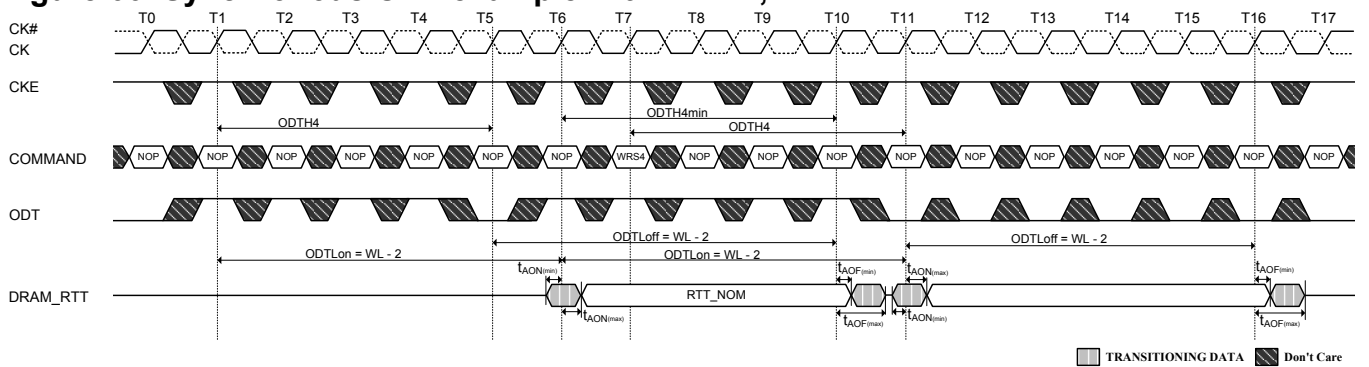 T0 T1 T2 T3 T4 T5 T6 T7 T8 T9 T10 T11 T12 T13 T14 T15 T16 T17
CK#
CK
CKE
ODTH4min
ODTH4 ODTH4
COMMAND NOP NOP NOP NOP NOP NOP NOP WRS4 NOP NOP NOP NOP NOP NOP NOP NOP NOP NOP
ODT
ODTLoff = WL - 2 ODTLoff = WL - 2
ODTLon = WL - 2 ODTLon = WL - 2
tAON(min) tAOF(min) tAON(max) tAOF(min)
DRAM_RTT RTT_NOM
tAON(max) tAOF(max) tAON(min) tAOF(max)
TRANSITIONING DATA Don't Care